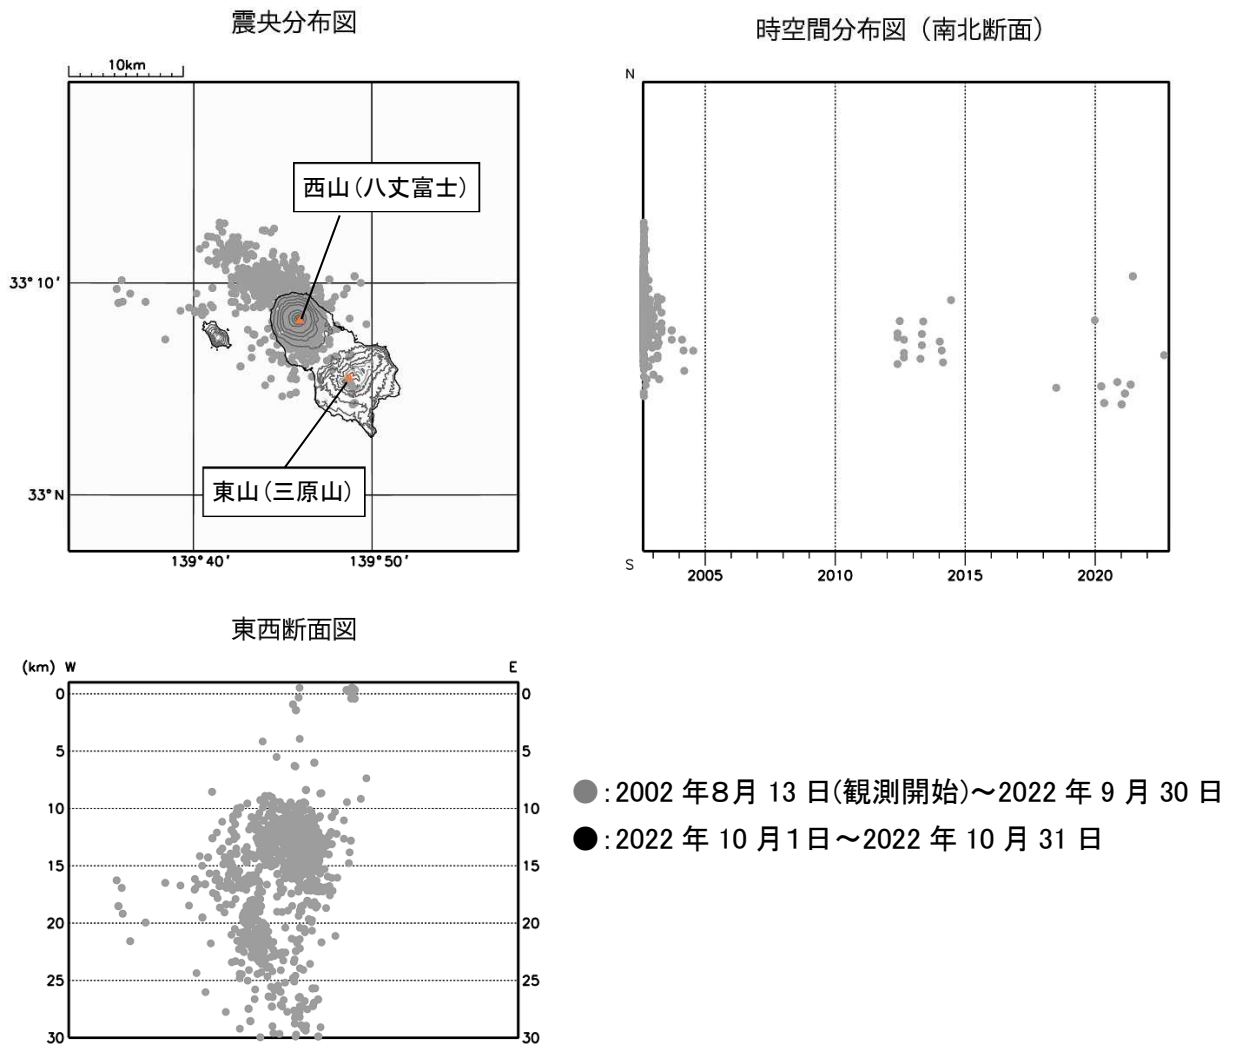 震央分布図
時空間分布図（南北断面）
10km
N
西山(八丈富士)
33°10′
東山(三原山)
33°N
139°40′ 139°50′
S
2005 2010 2015 2020
東西断面図
(km) W E
0 0
5 5
10 10
15 15
20 20
25 25
30 30
●:2002 年８月 13 日(観測開始)～2022 年 9 月 30 日
●:2022 年 10 月１日～2022 年 10 月 31 日